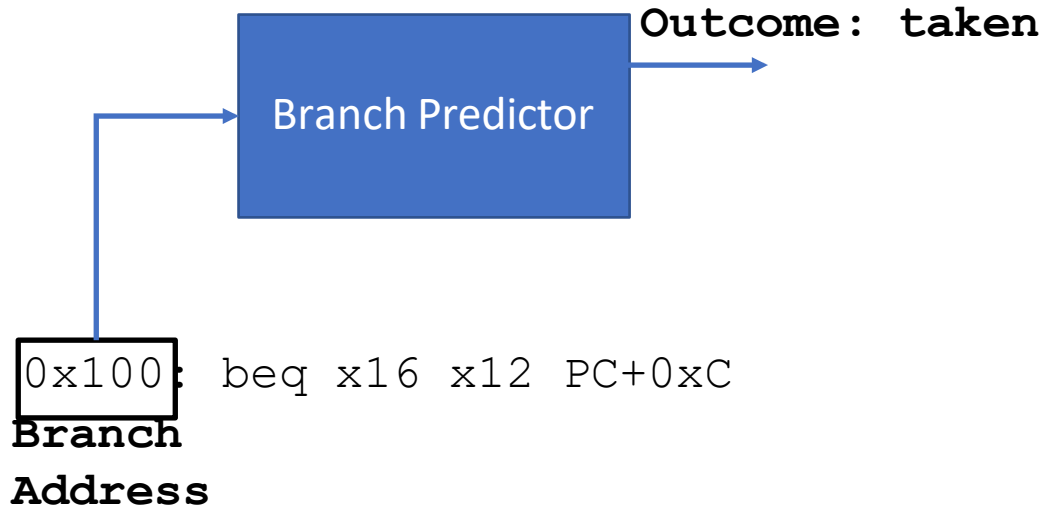 Outcome: taken
Branch Predictor
0x100: beq x16 x12 PC+0xC
Branch
Address